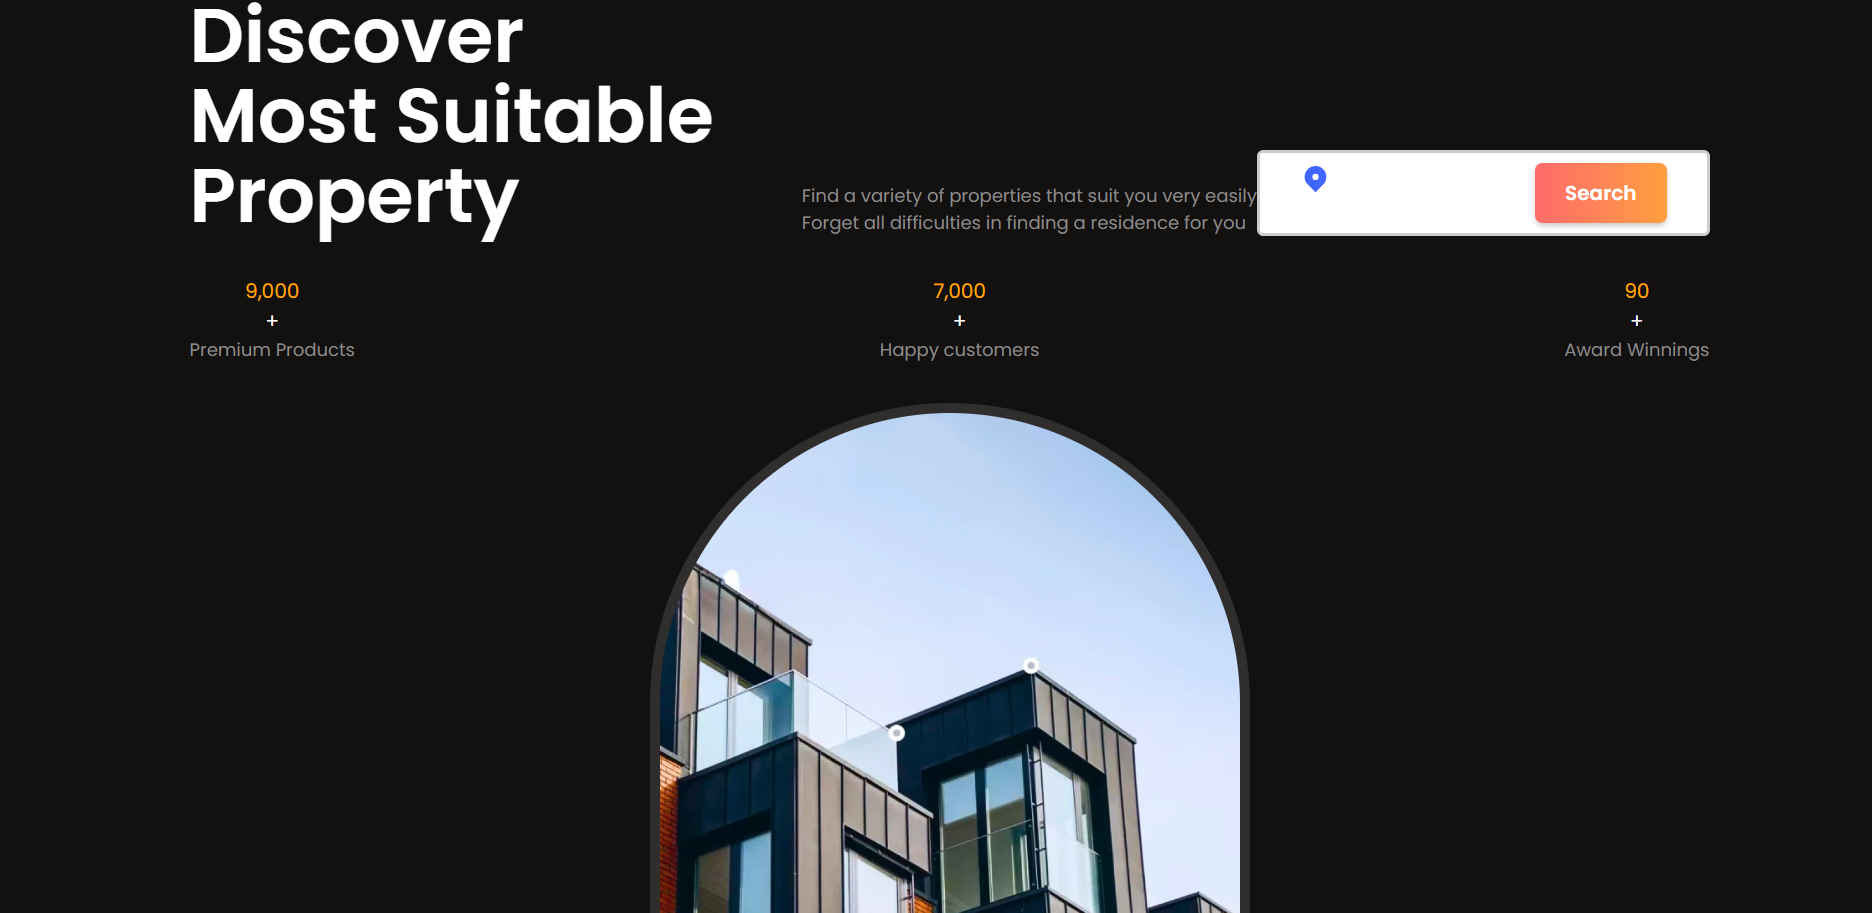 Discover
Most Suitable
Property
Find a variety of properties that suit you very easily
Forget all difficulties in finding a residence for you
Search
9,000
+
Premium Products
7,000
+
Happy customers
90
+
Award Winnings